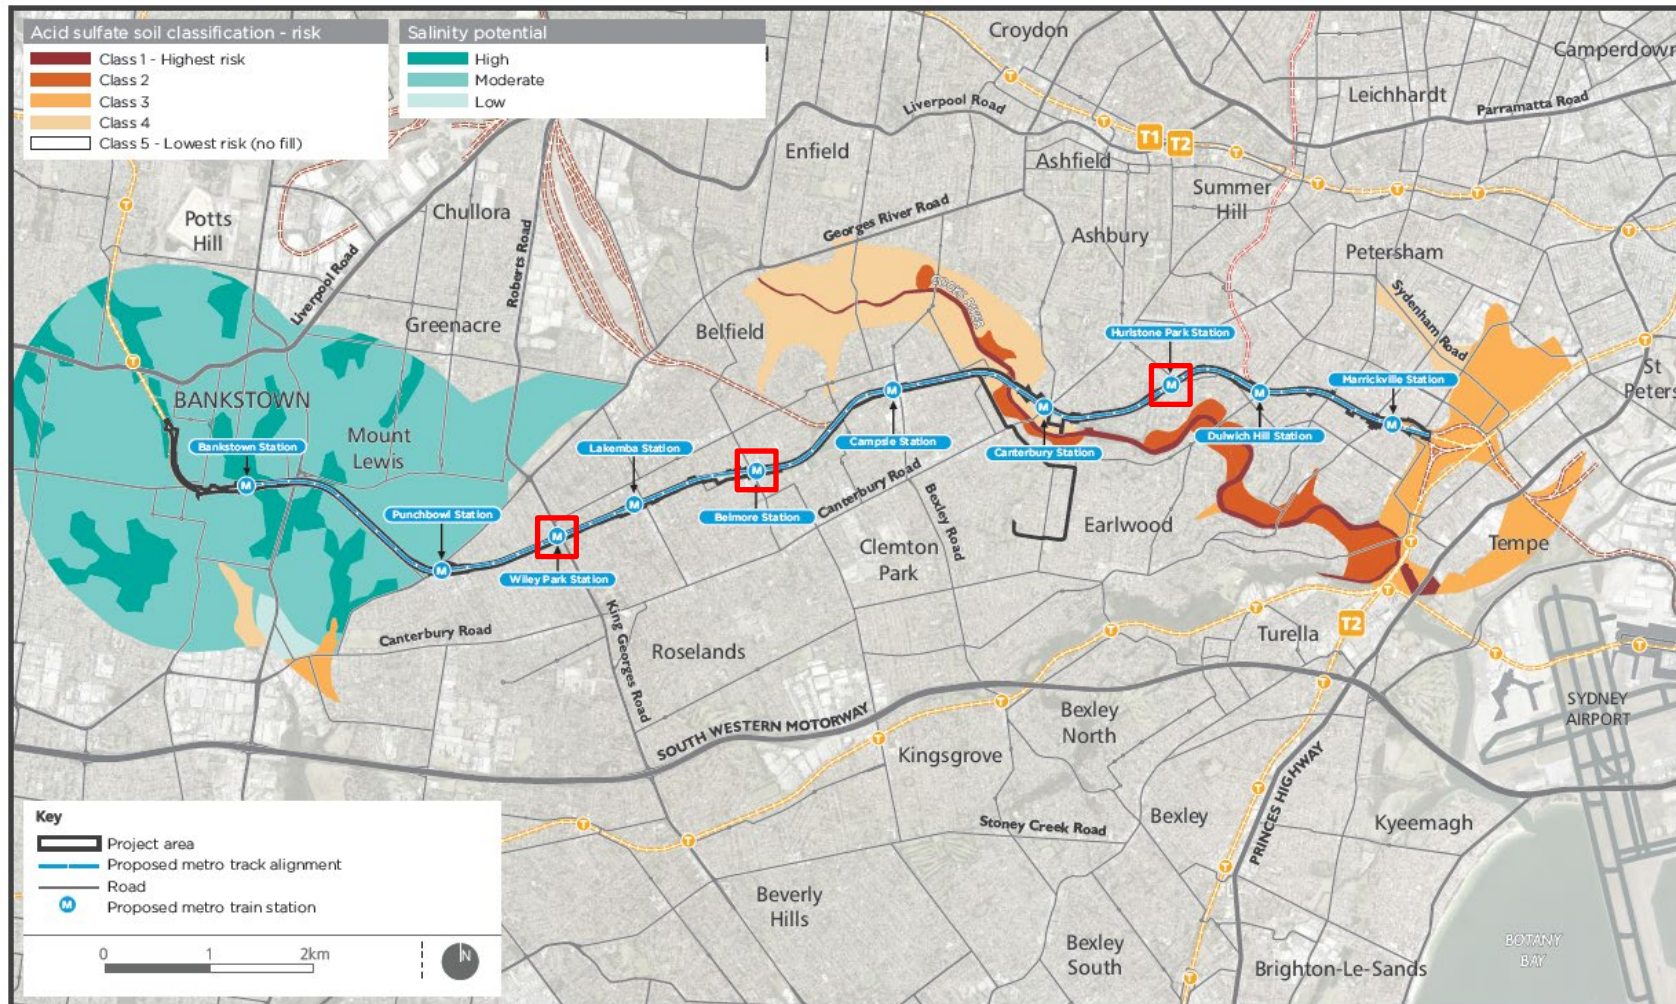 Acid sulfate soil classification - risk
Class 1 - Highest risk
Class 2
Class 3
Class 4
Class 5 - Lowest risk (no fill)
Salinity potential
High
Moderate
Low
Croydon
Camperdown
Leichhardt
Parramatta Road
Liverpool Road
T1
T2
Enfield
Ashfield
Summer
Hill
Potts
Hill
Chullora
Roberts Road
Georges River Road
Ashbury
Petersham
Liverpool Road
Greenacre
Belfield
COOKS RIVER
Sydenham Road
Hurlstone Park Station
St
Peters
Marrickville Station
BANKSTOWN
Mount
Lewis
Bankstown Station
Lakemba Station
Campsie Station
Dulwich Hill Station
Canterbury Station
Punchbowl Station
Belmore Station
Canterbury Road
Bexley Road
Earlwood
Tempe
Clemton
Park
Wiley Park Station
King Georges Road
Canterbury Road
Roselands
Turella
T2
SOUTH WESTERN MOTORWAY
Bexley
North
SYDNEY
AIRPORT
Kingsgrove
PRINCES HIGHWAY
Stoney Creek Road
Bexley
Kyeemagh
Beverly
Hills
Bexley
South
Brighton-Le-Sands
BOTANY
BAY
Key
Project area
Proposed metro track alignment
Road
M
Proposed metro train station
0 1 2km
N